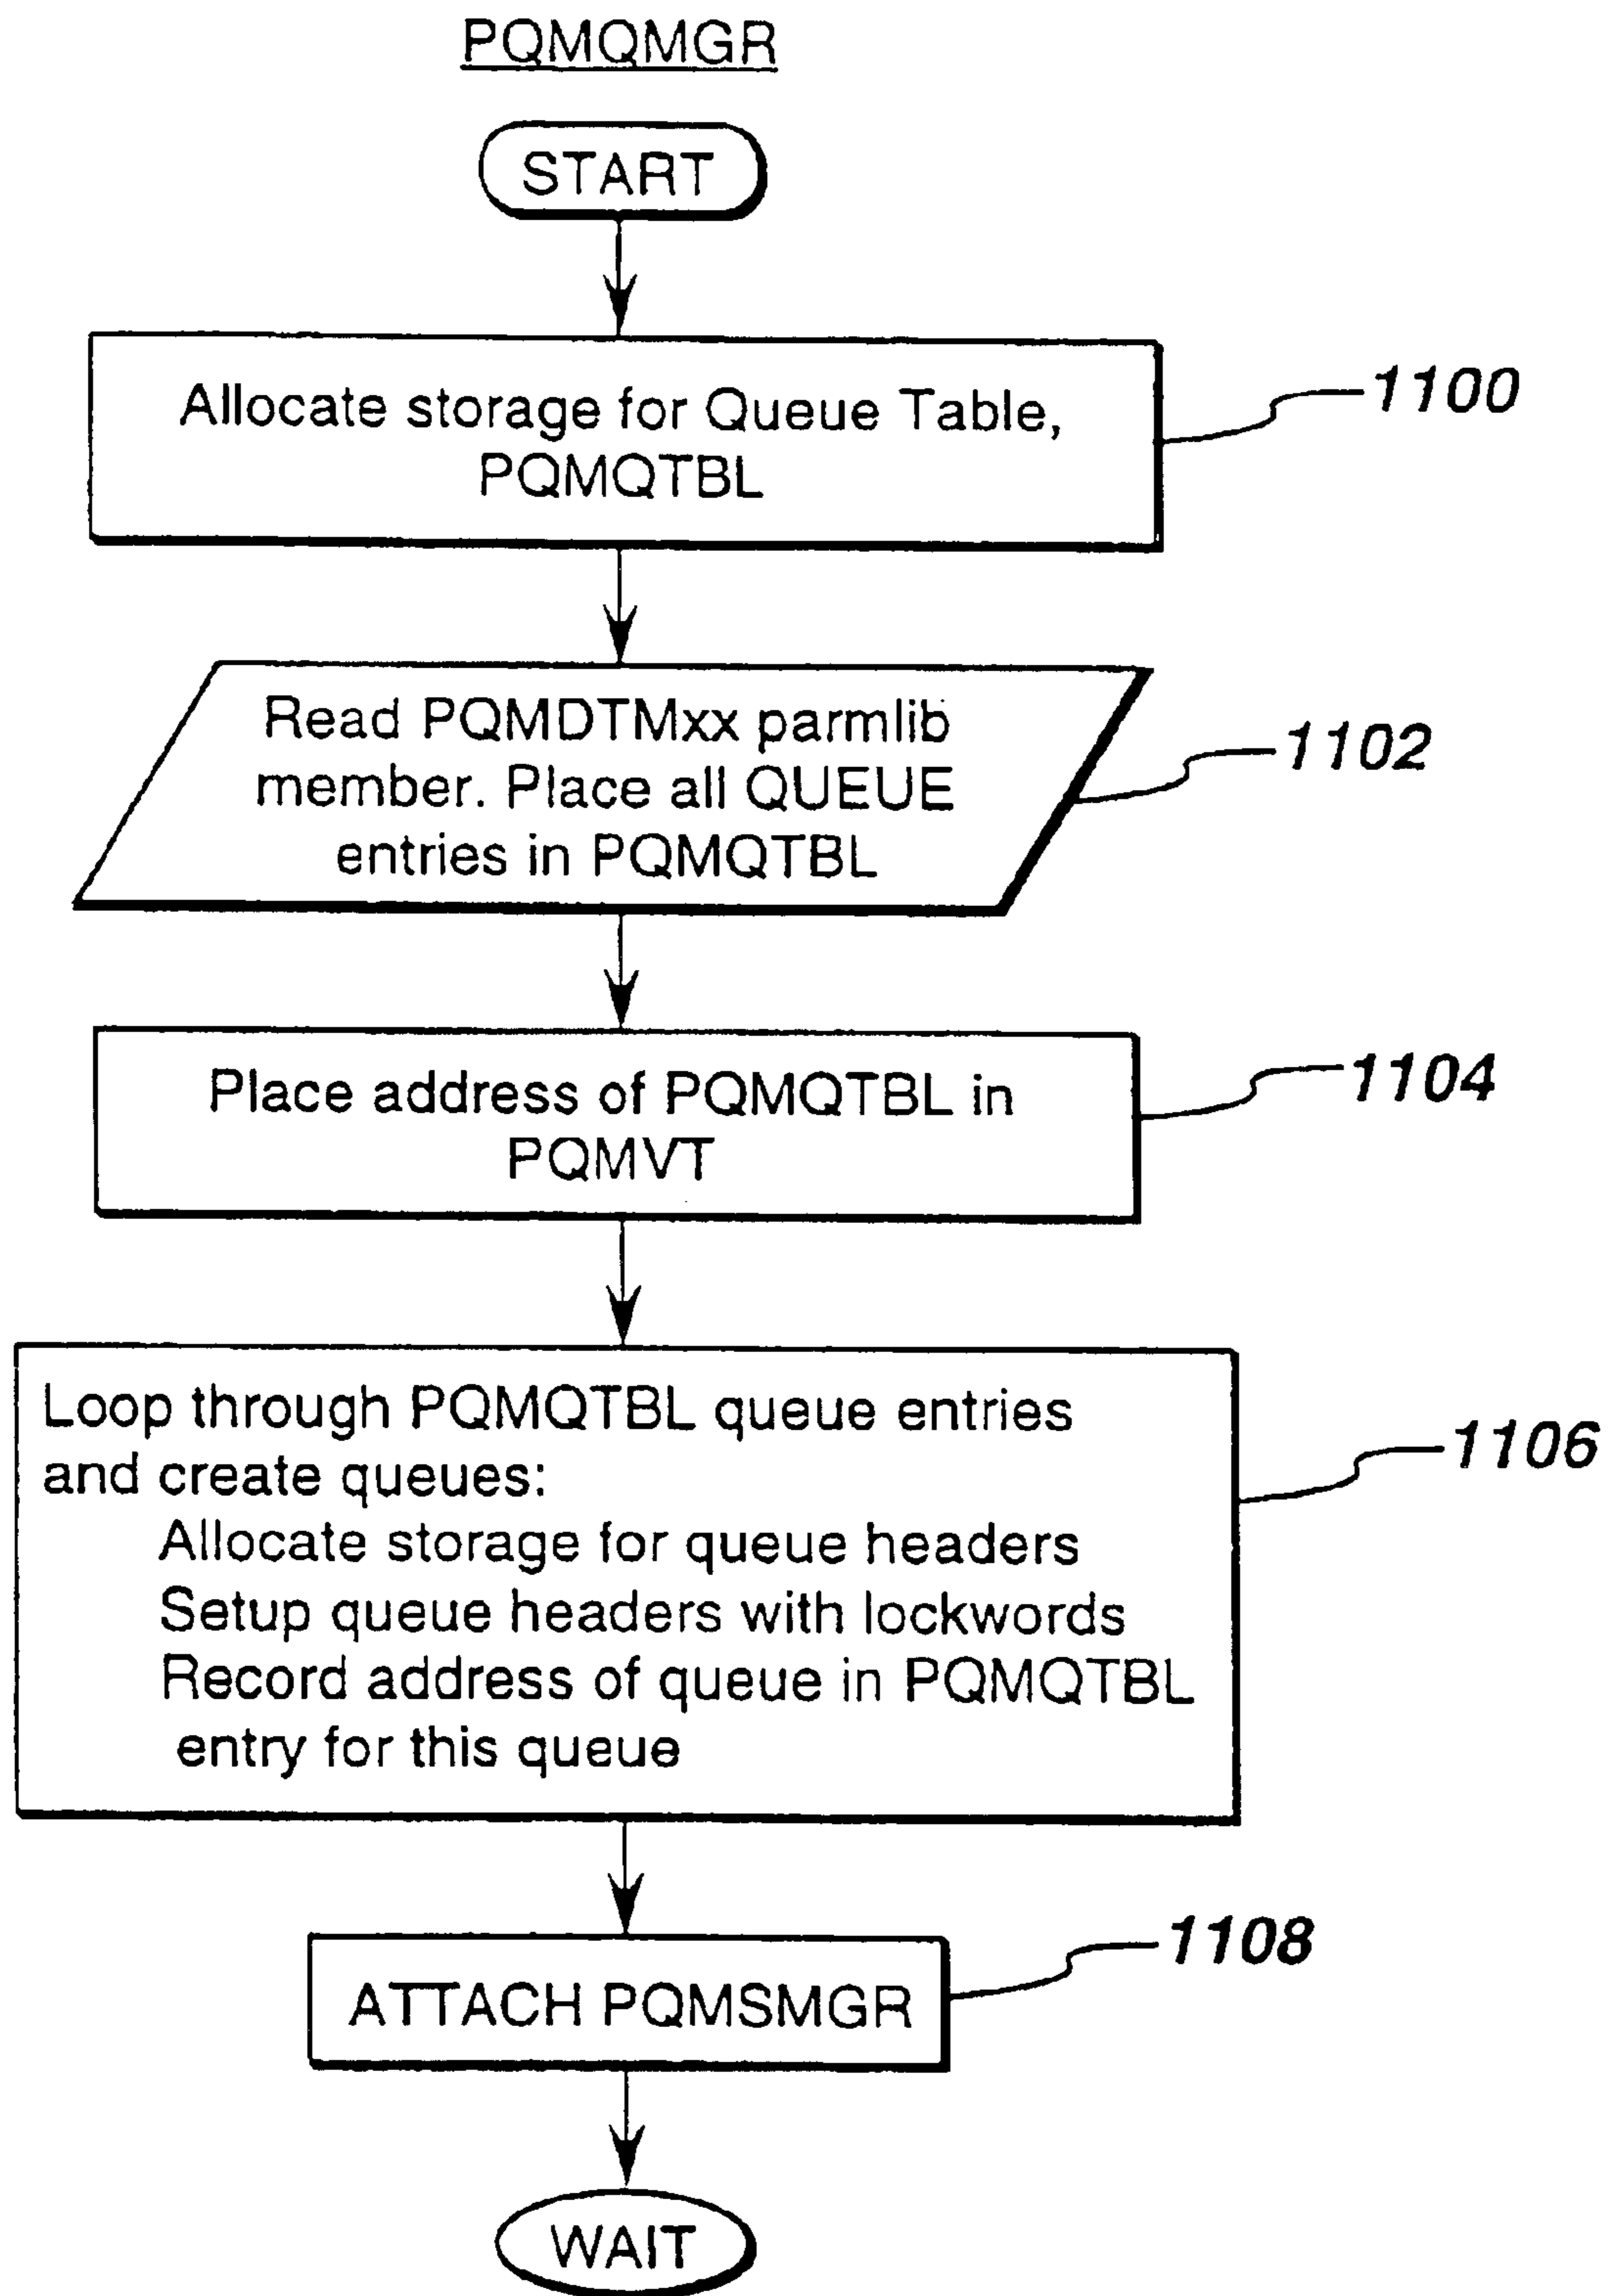 PQMQMGR
START
Allocate storage for Queue Table,
PQMQTBL
1100
Read PQMDTMxx parmlib
member. Place all QUEUE
entries in PQMQTBL
1102
Place address of PQMQTBL in
PQMVT
1104
Loop through PQMQTBL queue entries
and create queues:
Allocate storage for queue headers
Setup queue headers with lockwords
Record address of queue in PQMQTBL
entry for this queue
1106
ATTACH PQMSMGR
1108
WAIT